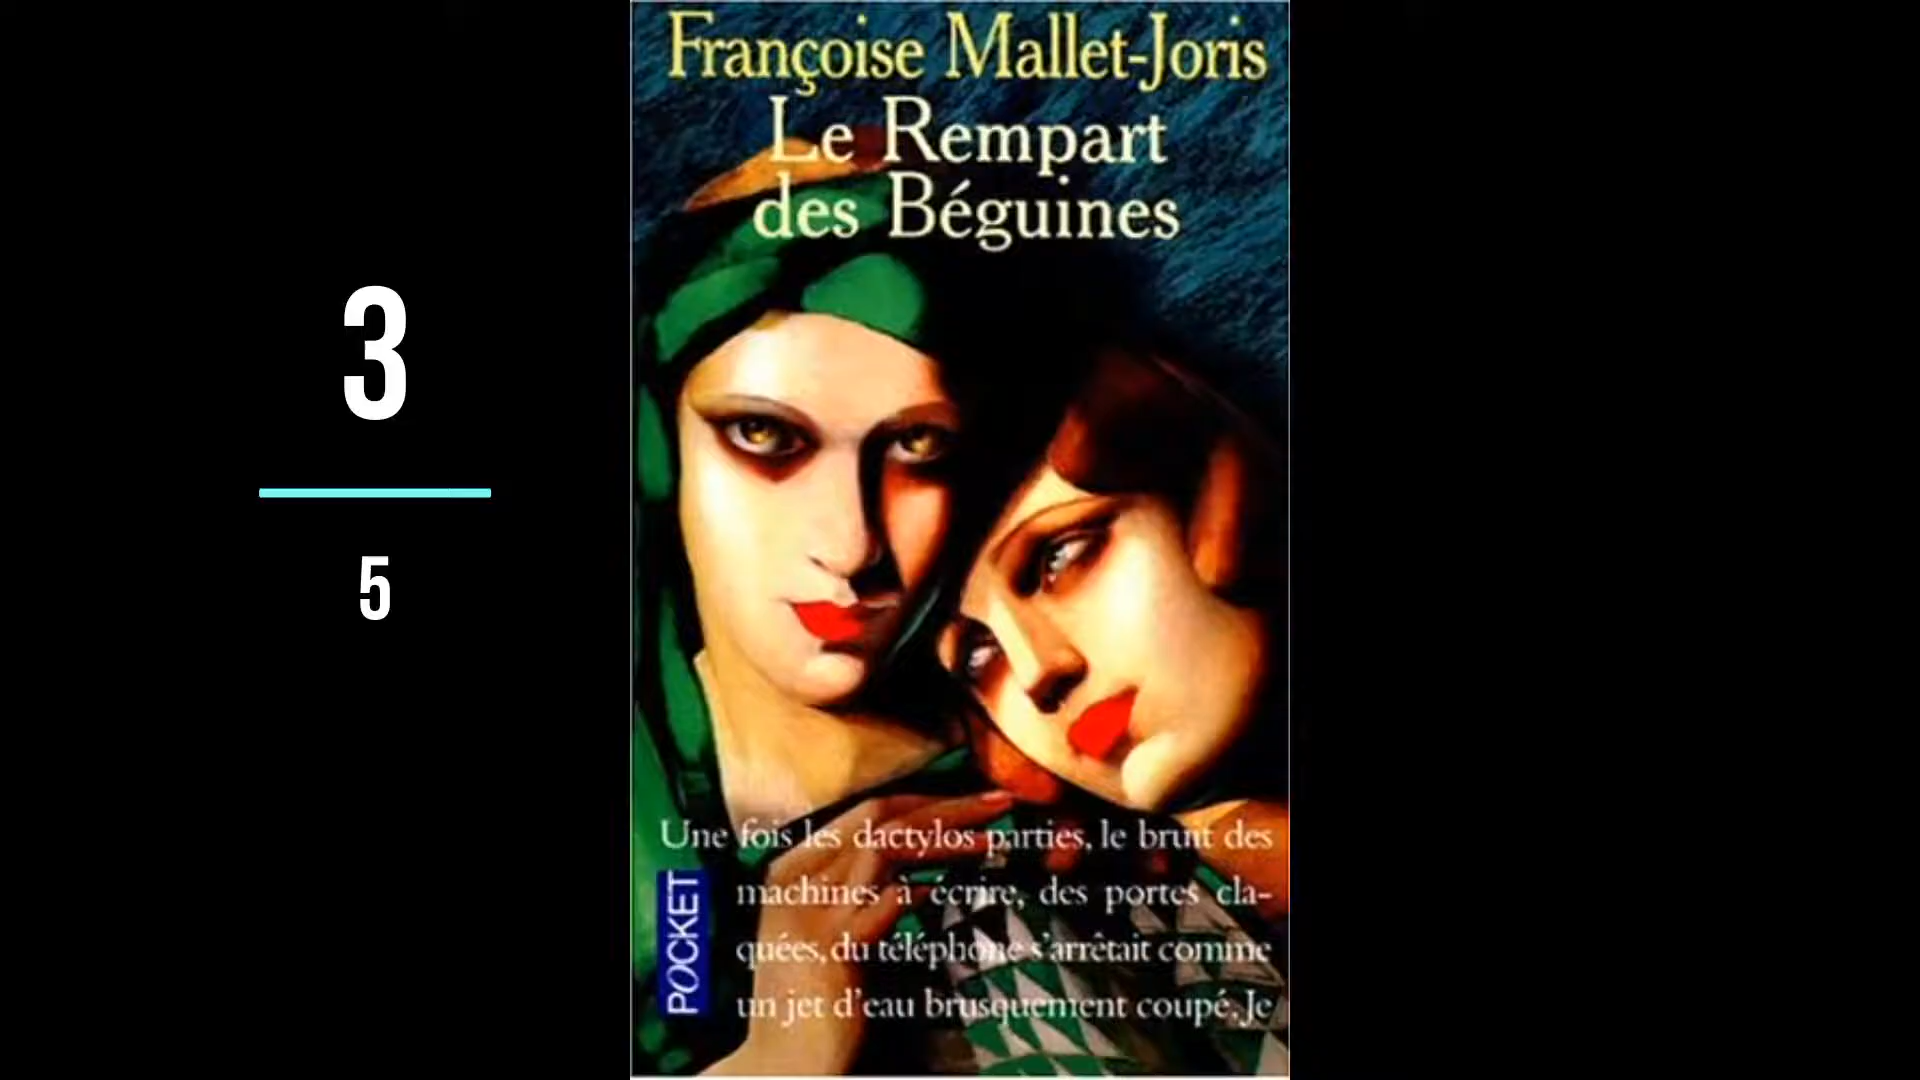 3
5
Françoise Mallet-Joris
Le Rempart
des Béguines
Une fois les dactylos parties, le bruit des
machines à écrire, des portes cla-
quées, du téléphone s'arrêtait comme
un jet d'eau brusquement coupé. Je
POCKET